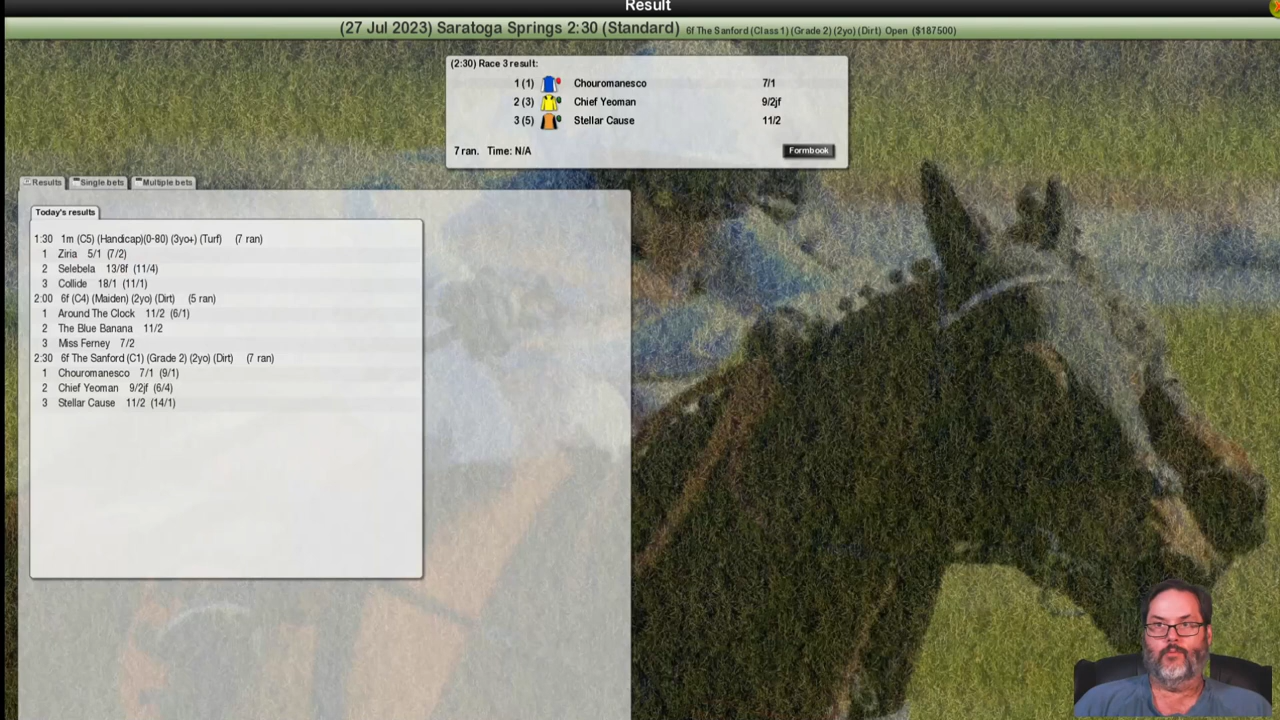 Result
(27 Jul 2023) Saratoga Springs 2:30 (Standard) 6f The Sanford (Class 1) (Grade 2) (2yo) (Dirt) Open ($187500)
(2:30) Race 3 result:
1 (1) Chouromanesco 7/1
2 (3) Chief Yeoman 9/2jf
3 (5) Stellar Cause 11/2
7 ran. Time: N/A Formbook
Results Single bets Multiple bets
Today's results
1:30 1m (C5) (Handicap)(0-80) (3yo+) (Turf) (7 ran)
1 Ziria 5/1 (7/2)
2 Selebela 13/8f (11/4)
3 Collide 18/1 (11/1)
2:00 6f (C4) (Maiden) (2yo) (Dirt) (5 ran)
1 Around The Clock 11/2 (6/1)
2 The Blue Banana 11/2
3 Miss Ferney 7/2
2:30 6f The Sanford (C1) (Grade 2) (2yo) (Dirt) (7 ran)
1 Chouromanesco 7/1 (9/1)
2 Chief Yeoman 9/2jf (6/4)
3 Stellar Cause 11/2 (14/1)